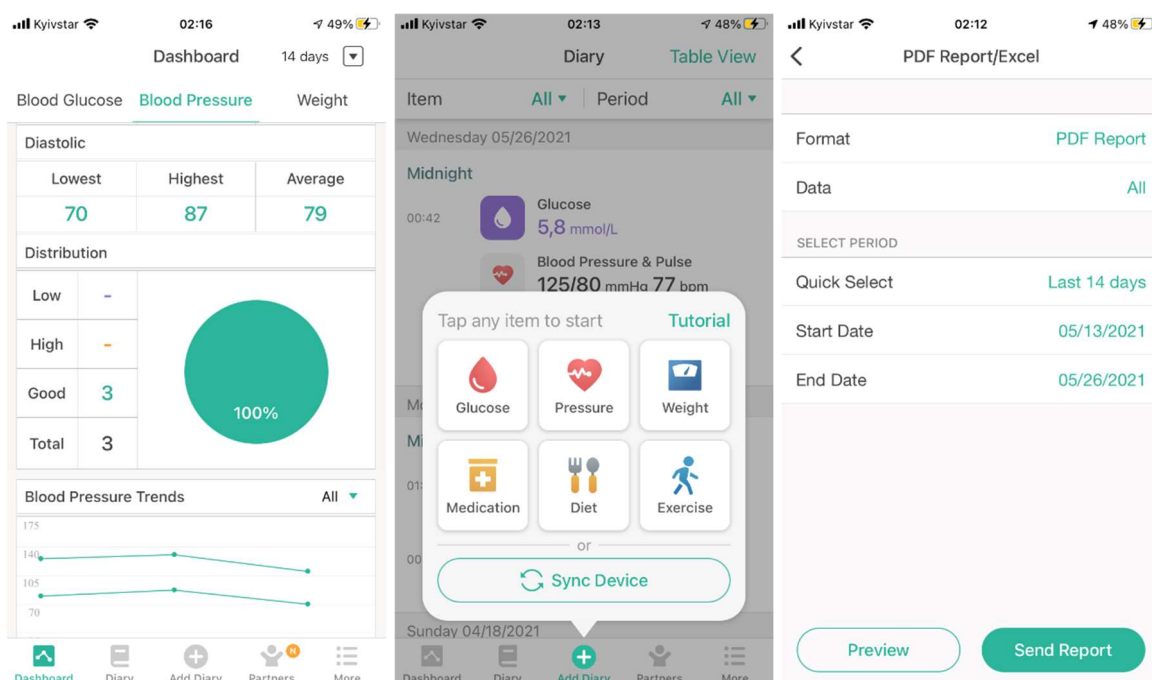 Kyivstar 02:16 49%
Dashboard 14 days
Blood Glucose Blood Pressure Weight
Diastolic
Lowest Highest Average
70 87 79
Distribution
Low -
High -
Good 3
Total 3
100%
Blood Pressure Trends All
175
140
105
70
N
Dashboard Diary Add Diary Partners More
Kyivstar 02:13 48%
Diary Table View
Item All Period All
Wednesday 05/26/2021
Midnight
00:42 Glucose
5,8 mmol/L
Blood Pressure & Pulse
125/80 mmHg 77 bpm
Tap any item to start Tutorial
Glucose Pressure Weight
Medication Diet Exercise
or
Sync Device
Sunday 04/18/2021
Dashboard Diary Add Diary Partners More
Kyivstar 02:12 48%
PDF Report/Excel
Format PDF Report
Data All
SELECT PERIOD
Quick Select Last 14 days
Start Date 05/13/2021
End Date 05/26/2021
Preview Send Report